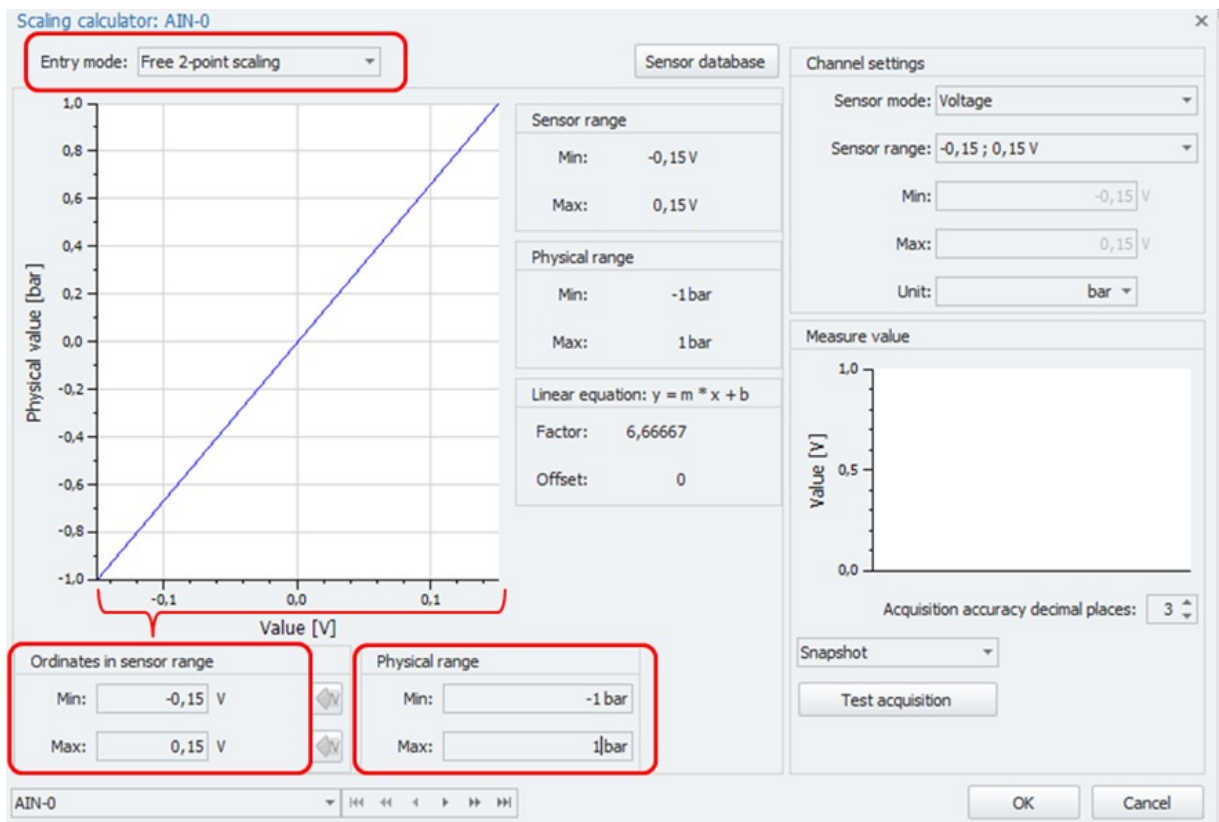 Scaling calculator: AIN-0
Entry mode: Free 2-point scaling
Sensor database
1,0
0,8
0,6
0,4
0,2
0,0
-0,2
-0,4
-0,6
-0,8
-1,0
Physical value [bar]
-0,1 0,0 0,1
Value [V]
Sensor range
Min: -0,15 V
Max: 0,15 V
Physical range
Min: -1 bar
Max: 1 bar
Linear equation: y = m * x + b
Factor: 6,66667
Offset: 0
Ordinates in sensor range
Min: -0,15 V
Max: 0,15 V
Physical range
Min: -1 bar
Max: 1 bar
Channel settings
Sensor mode: Voltage
Sensor range: -0,15 ; 0,15 V
Min: -0,15 V
Max: 0,15 V
Unit: bar
Measure value
1,0
0,5
0,0
Value [V]
Acquisition accuracy decimal places: 3
Snapshot
Test acquisition
AIN-0
OK Cancel